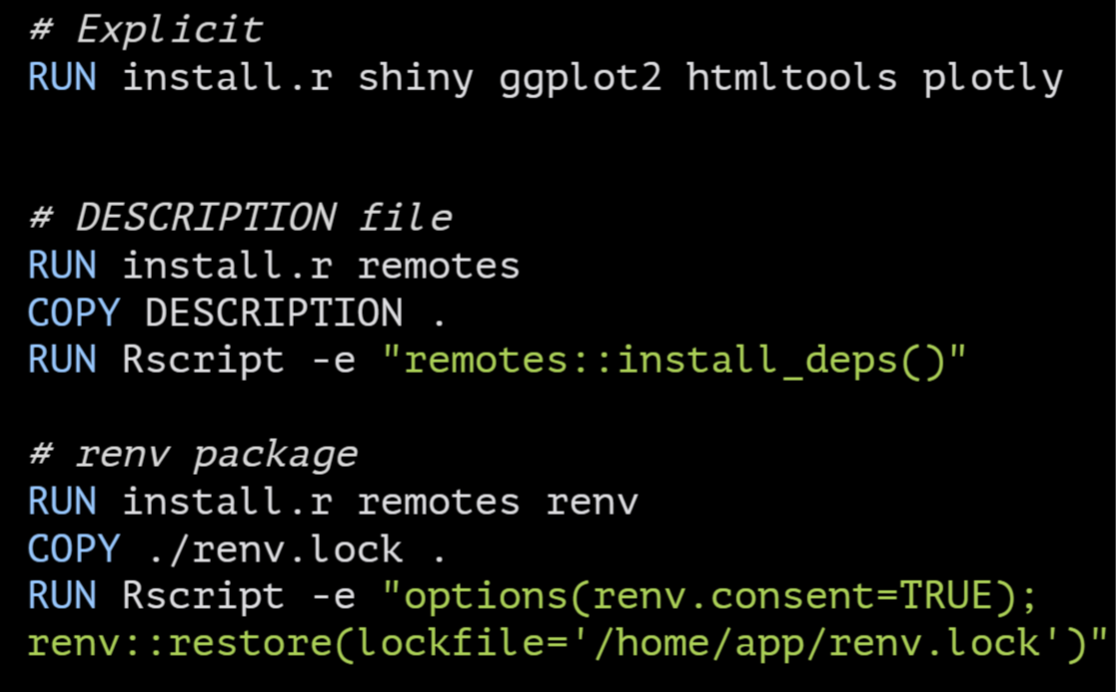 # Explicit
RUN install.r shiny ggplot2 htmltools plotly
# DESCRIPTION file
RUN install.r remotes
COPY DESCRIPTION .
RUN Rscript -e "remotes::install_deps()"
# renv package
RUN install.r remotes renv
COPY ./renv.lock .
RUN Rscript -e "options(renv.consent=TRUE);
renv::restore(lockfile='/home/app/renv.lock')"